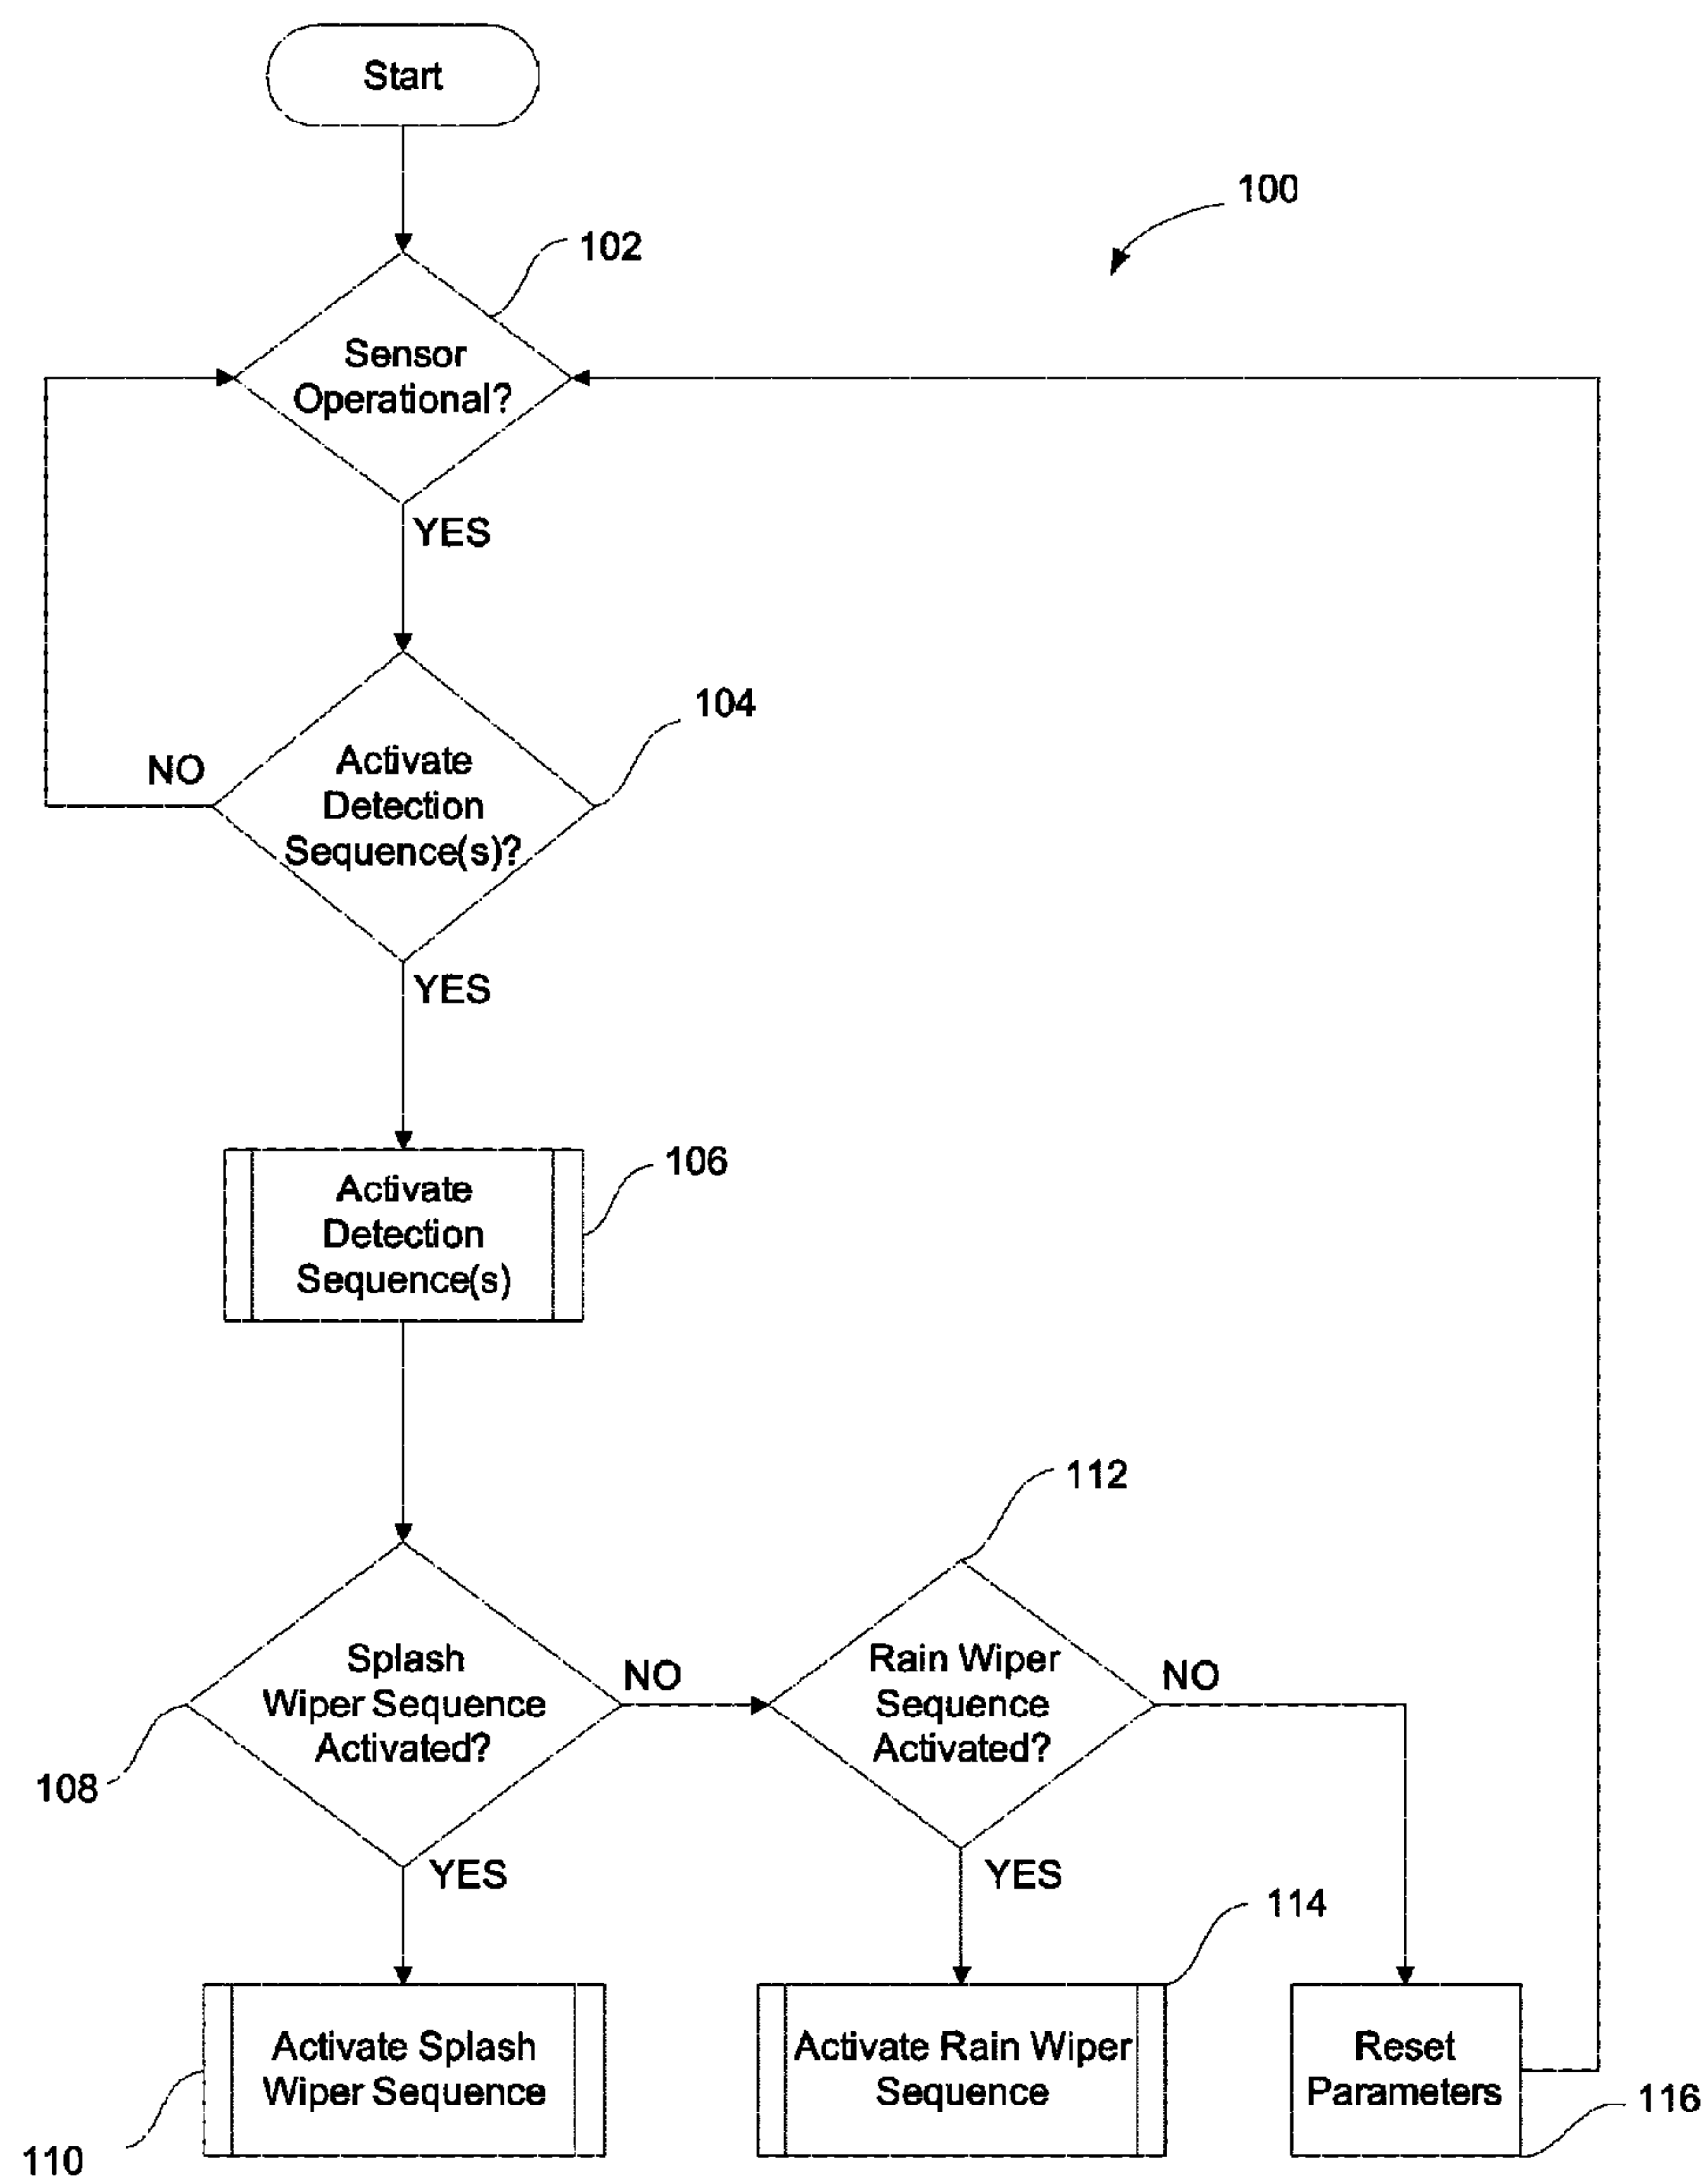 Start
100
102
Sensor
Operational?
YES
104
NO
Activate
Detection
Sequence(s)?
YES
106
Activate
Detection
Sequence(s)
112
Splash
Wiper Sequence
Activated?
NO
Rain Wiper
Sequence
Activated?
NO
108
YES
YES
114
Activate Splash
Wiper Sequence
Activate Rain Wiper
Sequence
Reset
Parameters
116
110